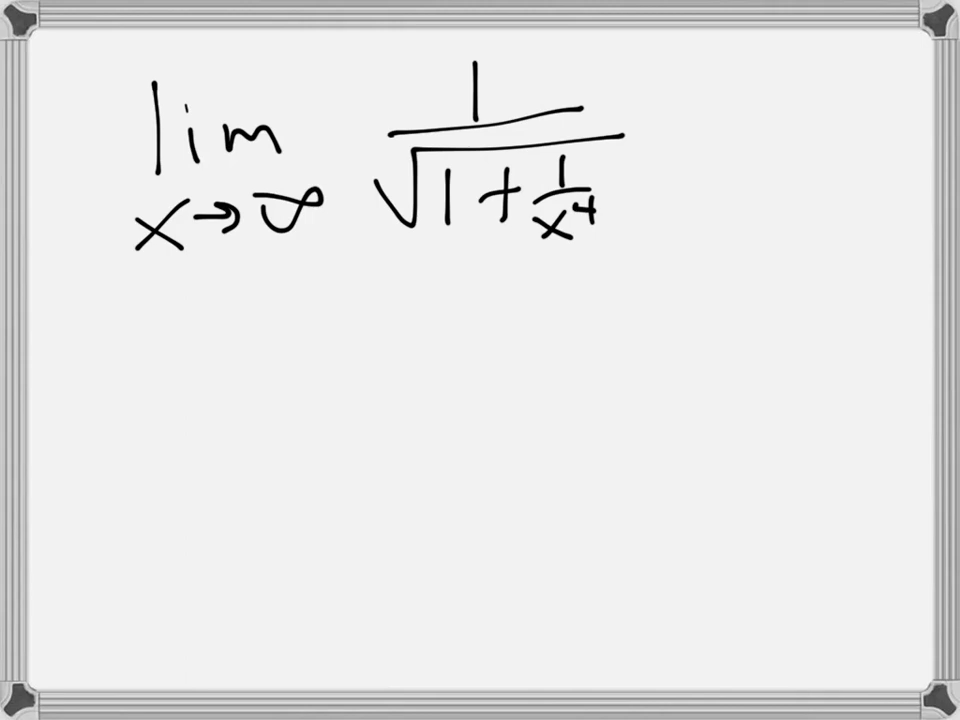 lim x→∞ 1/√(1 + 1/x⁴)